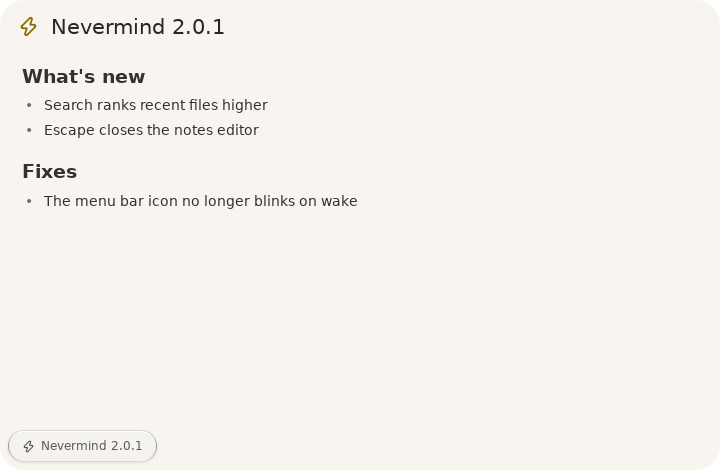 Nevermind 2.0.1
What's new
• Search ranks recent files higher
• Escape closes the notes editor
Fixes
• The menu bar icon no longer blinks on wake
Nevermind 2.0.1